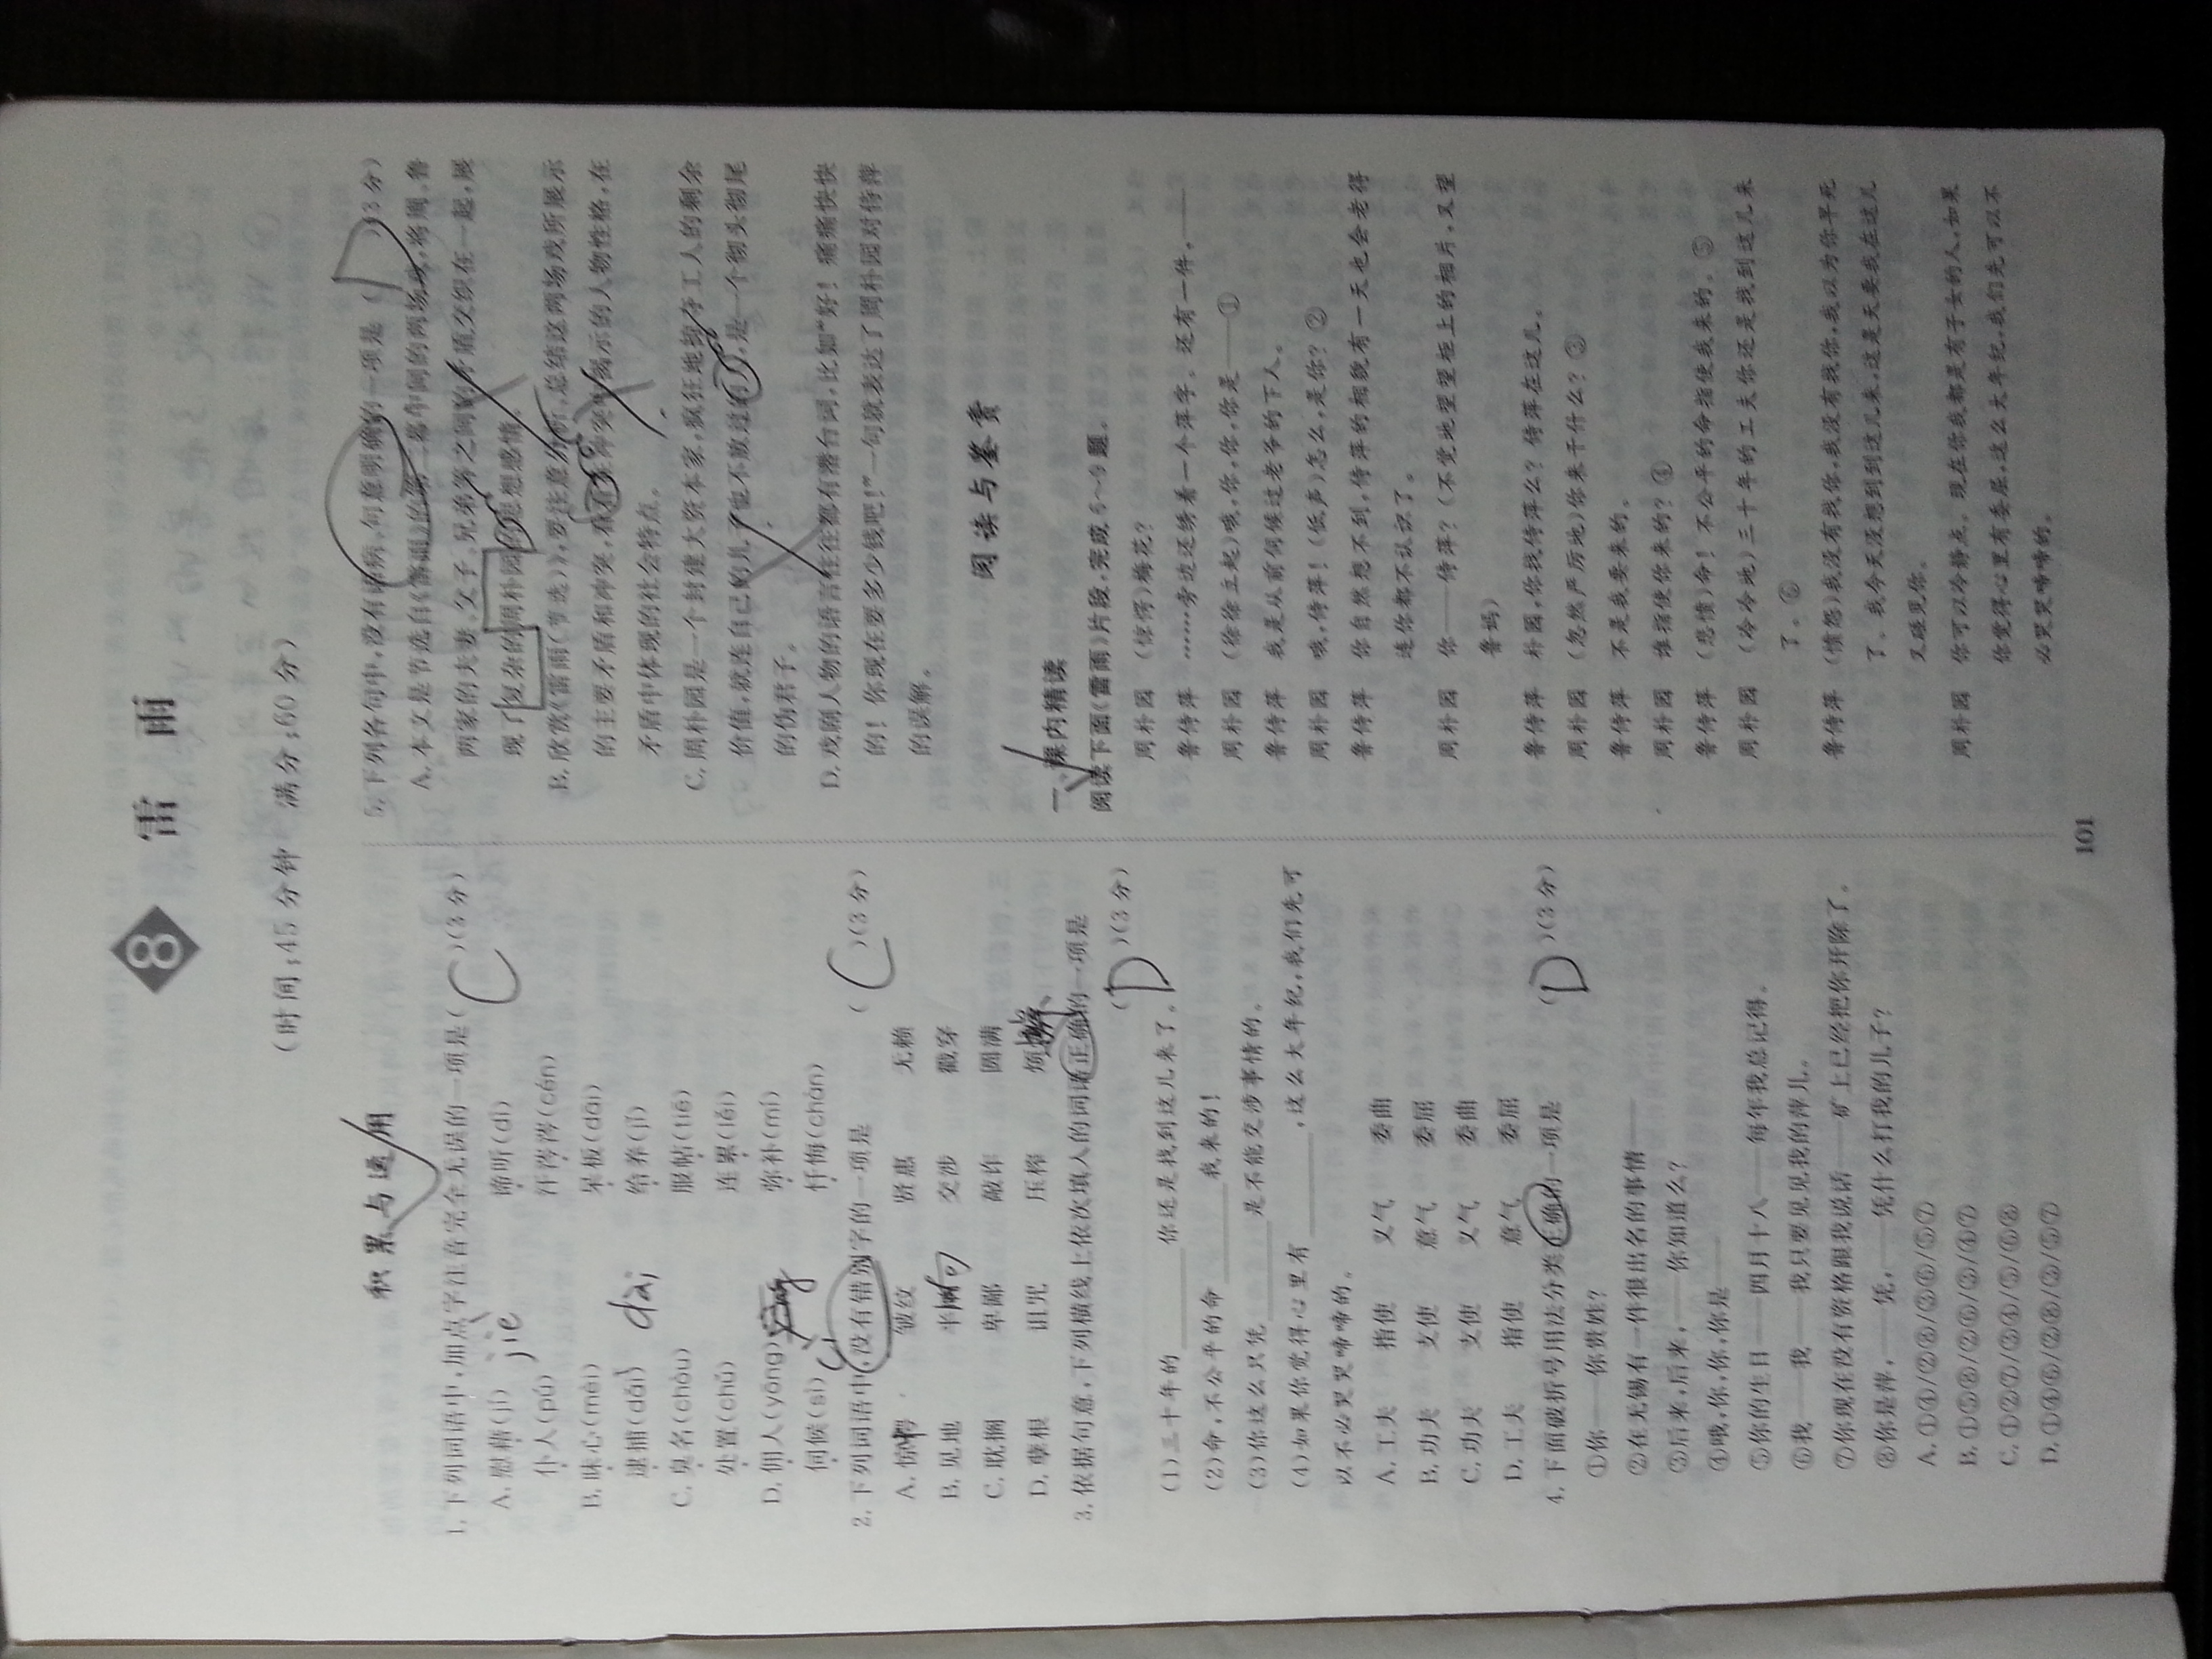 8 雷 雨
(时间:45分钟 满分:60分)
积累与运用
1.下列词语中,加点字注音完全无误的一项是( C )(3分)
A.慰藉(jí) jiè 谛听(dì)
仆人(pú) 汗涔涔(cén)
B.昧心(mèi) 呆板(dāi)
逮捕(dǎi) dài 给养(jǐ)
C.臭名(chòu) 服帖(tiē)
处置(chǔ) 连累(lěi)
D.佣人(yōng) 弥补(mí)
伺候(sì) cì 忏悔(chàn)
2.下列词语中,没有错别字的一项是 ( C )(3分)
A.惊愕 皱纹 贤惠 无赖
B.见地 半晌 交涉 戳穿
C.耽搁 卑鄙 敲诈 圆满
D.孽根 诅咒 压榨 烦
3.依据句意,下列横线上依次填入的词语正确的一项是
( D )(3分)
(1)三十年的________你还是找到这儿来了。
(2)命,不公平的命________我来的!
(3)你这么只凭________是不能交涉事情的。
(4)如果你觉得心里有________,这么大年纪,我们先可
以不必哭哭啼啼的。
A.工夫 指使 义气 委曲
B.功夫 支使 意气 委屈
C.功夫 支使 义气 委曲
D.工夫 指使 意气 委屈
4.下面破折号用法分类正确的一项是 ( D )(3分)
①你——你贵姓?
②在无锡有一件很出名的事情——
③后来,后来,——你知道么?
④哦,你,你,你是——
⑤你的生日——四月十八——每年我总记得。
⑥我——我——我只要见见我的萍儿。
⑦你现在没有资格跟我说话——矿上已经把你开除了。
⑧你是萍,——凭,——凭什么打我的儿子?
A.①④/②⑧/③⑥/⑤⑦
B.①⑤⑧/②⑥/③/④⑦
C.①②⑦/③④/⑤/⑥⑧
D.①④⑥/②⑧/③/⑤⑦
5.下列各句中,没有语病、句意明确的一项是 ( D )(3分)
A.本文是节选自《雷雨》的第二幕中间的两场戏,将周、鲁
两家的夫妻、父子、兄弟等之间的矛盾交织在一起,展
现了复杂的周朴园的思想感情。
B.欣赏《雷雨(节选)》,要注意分析、总结这两场戏所展示
的主要矛盾和冲突,看看在冲突中揭示的人物性格,在
矛盾中体现的社会特点。
C.周朴园是一个封建大资本家,疯狂地掠夺工人的剩余
价值,就连自己的儿子也不放过的人,是一个彻头彻尾
的伪君子。
D.戏剧人物的语言往往都有潜台词,比如“好!痛痛快快
的!你现在要多少钱吧!”一句就表达了周朴园对侍萍
的误解。
阅读与鉴赏
一、课内精读
阅读下面《雷雨》片段,完成6~9题。
周朴园 (惊愕)梅花?
鲁侍萍 ……旁边还绣着一个萍字。还有一件,——
周朴园 (徐徐立起)哦,你,你,你是——①
鲁侍萍 我是从前伺候过老爷的下人。
周朴园 哦,侍萍!(低声)怎么,是你?②
鲁侍萍 你自然想不到,侍萍的相貌有一天也会老得
连你都不认识了。
周朴园 你——侍萍?(不觉地望望柜上的相片,又望
鲁妈)
鲁侍萍 朴园,你找侍萍么?侍萍在这儿。
周朴园 (忽然严厉地)你来干什么?③
鲁侍萍 不是我要来的。
周朴园 谁指使你来的?④
鲁侍萍 (悲愤)命!不公平的命指使我来的。⑤
周朴园 (冷冷地)三十年的工夫你还是找到这儿来
了。⑥
鲁侍萍 (愤怨)我没有找你,我没有找你,我以为你早死
了。我今天没想到到这儿来,这是天要我在这儿
又碰见你。
周朴园 你可以冷静点。现在你我都是有子女的人,如果
你觉得心里有委屈,这么大年纪,我们先可以不
必哭哭啼啼的。
101